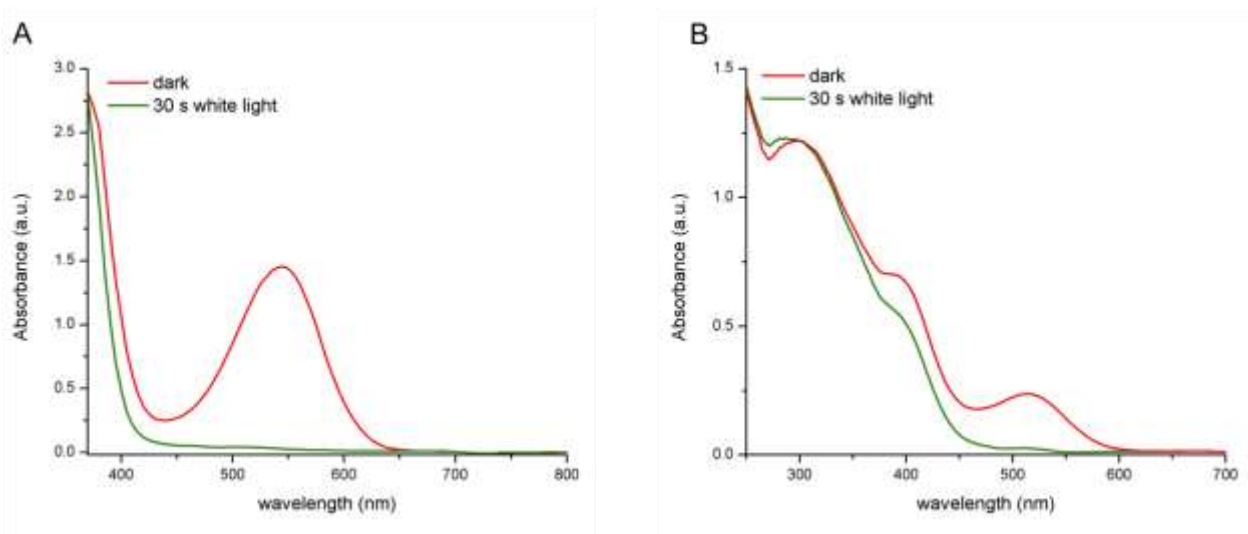 A
dark
30 s white light
3.0
2.5
2.0
1.5
1.0
0.5
0.0
Absorbance (a.u.)
400 500 600 700 800
wavelength (nm)
B
dark
30 s white light
1.5
1.0
0.5
0.0
Absorbance (a.u.)
300 400 500 600 700
wavelength (nm)